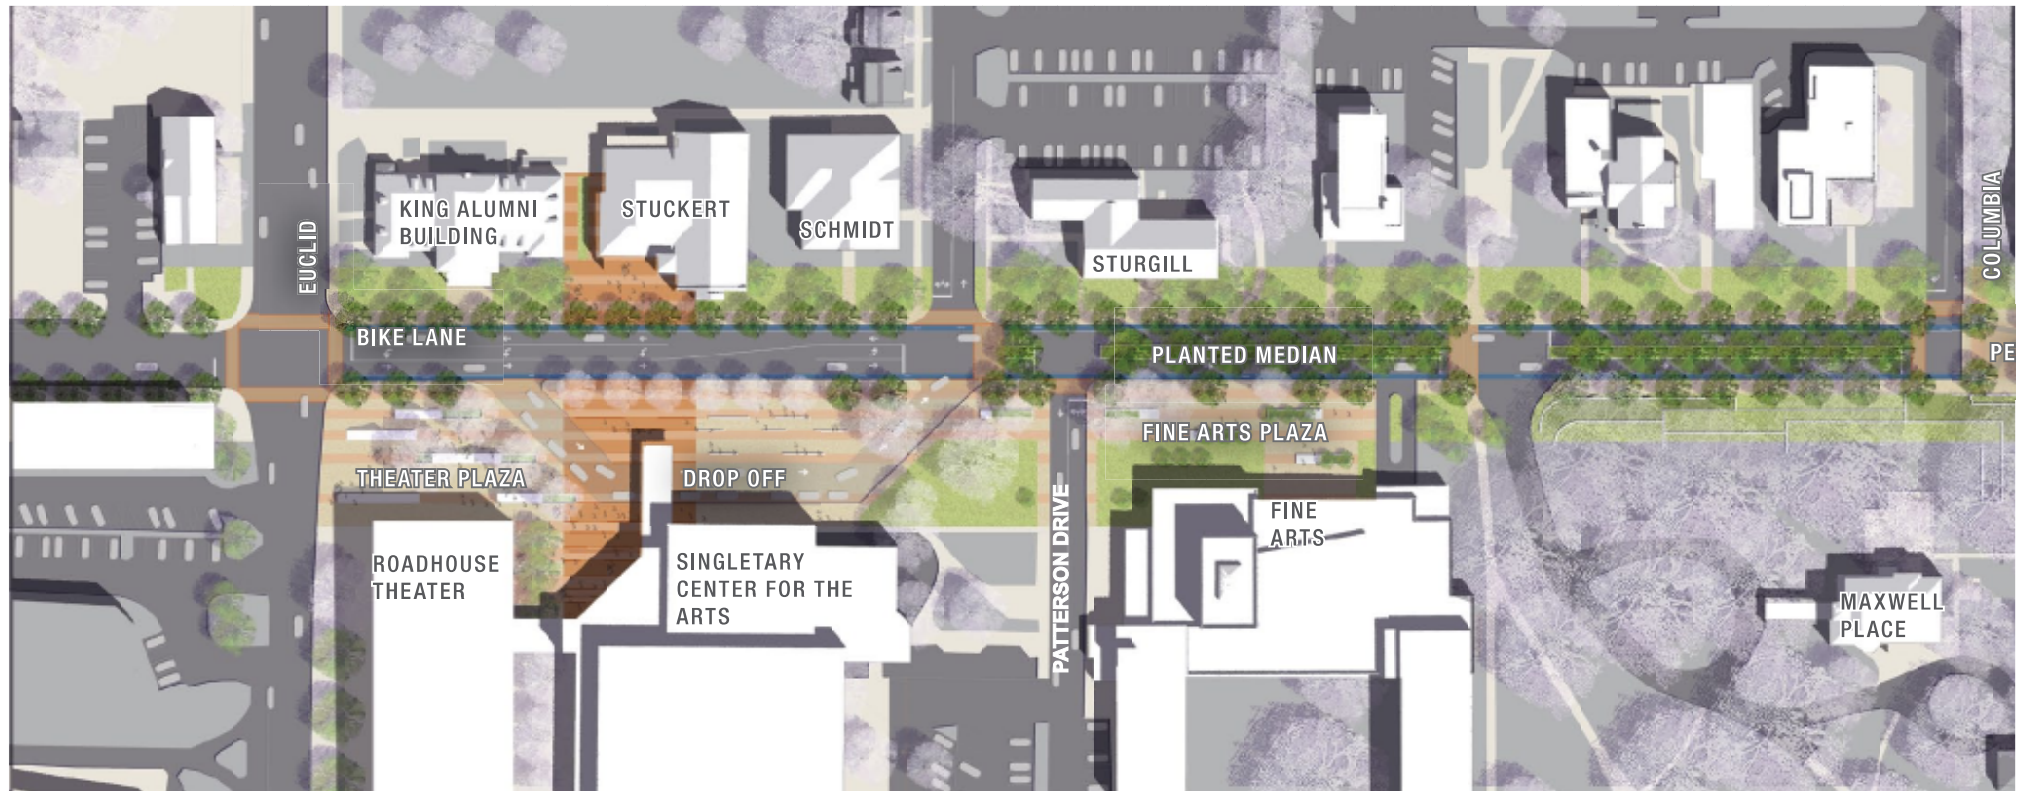 KING ALUMNI
BUILDING
STUCKERT
SCHMIDT
STURGILL
EUCLID
COLUMBIA
BIKE LANE
PLANTED MEDIAN
PE
THEATER PLAZA
DROP OFF
FINE ARTS PLAZA
PATTERSON DRIVE
ROADHOUSE
THEATER
SINGLETARY
CENTER FOR THE
ARTS
FINE
ARTS
MAXWELL
PLACE